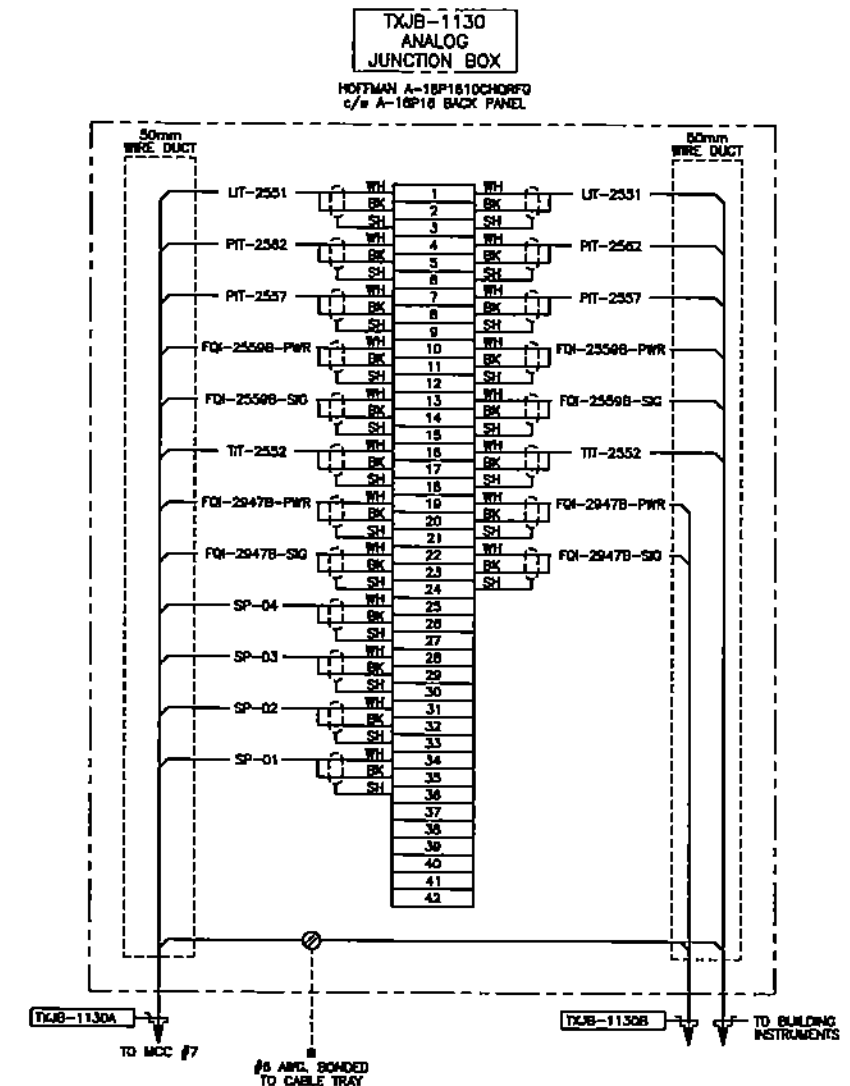 TXJB-1130
ANALOG
JUNCTION BOX
c/w A-16P16 BACK PANEL
50mm
WIRE DUCT
50mm
WIRE DUCT
WH 1 WH
LIT-2551 BK 2 BK LIT-2551
SH 3 SH
WH 4 WH
PIT-2562 BK 5 BK PIT-2562
SH 6 SH
WH 7 WH
PIT-2557 BK 8 BK PIT-2557
SH 9 SH
WH 10 WH
FQI-2559B-PWR BK 11 BK FQI-2559B-PWR
SH 12 SH
WH 13 WH
FQI-2559B-SIG BK 14 BK FQI-2559B-SIG
SH 15 SH
WH 16 WH
TIT-2552 BK 17 BK TIT-2552
SH 18 SH
WH 19 WH
FQI-2947B-PWR BK 20 BK FQI-2947B-PWR
SH 21 SH
WH 22 WH
FQI-2947B-SIG BK 23 BK FQI-2947B-SIG
SH 24 SH
WH 25
SP-04 BK 26
SH 27
WH 28
SP-03 BK 29
SH 30
WH 31
SP-02 BK 32
SH 33
WH 34
SP-01 BK 35
SH 36
37
38
39
40
41
42
TXJB-1130A
TO MCC #7
#6 AWG, BONDED
TO CABLE TRAY
TXJB-1130B
TO BUILDING
INSTRUMENTS